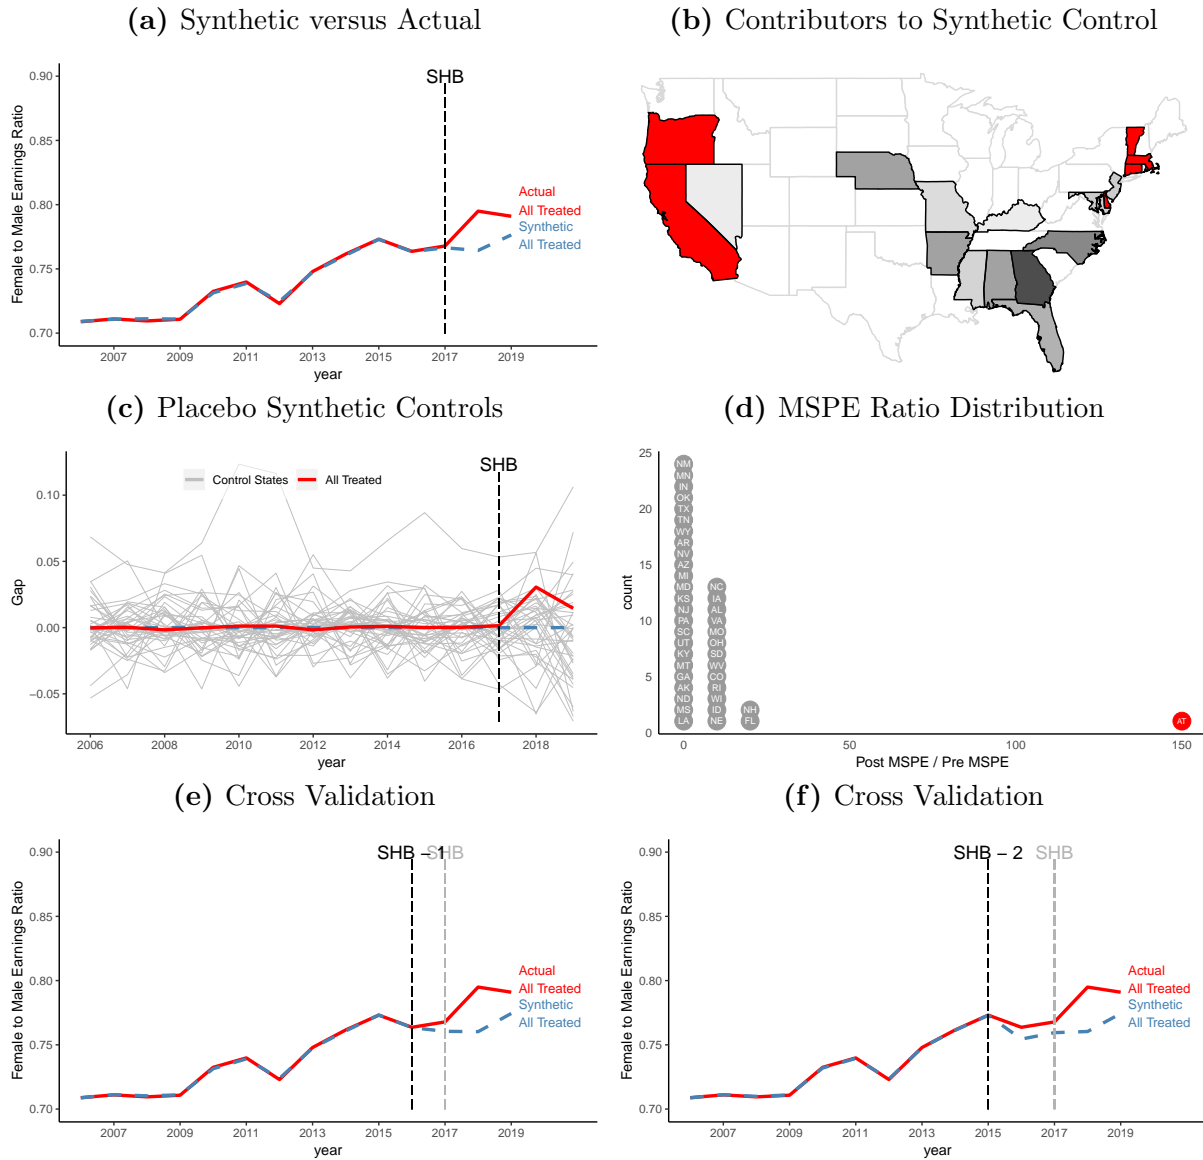 (a) Synthetic versus Actual
SHB
0.90
0.85
0.80
0.75
0.70
Female to Male Earnings Ratio
Actual
All Treated
Synthetic
All Treated
2007 2009 2011 2013 2015 2017 2019
year
(b) Contributors to Synthetic Control
(c) Placebo Synthetic Controls
SHB
Control States All Treated
0.10
0.05
0.00
−0.05
Gap
2006 2008 2010 2012 2014 2016 2018
year
(d) MSPE Ratio Distribution
25
20
15
10
5
0
count
NM
MN
IN
OK
TX
TN
WY
AR
NV
AZ
MI
MD
KS
NJ
PA
SC
UT
KY
MT
GA
AK
ND
MS
LA
NC
IA
AL
VA
MO
OH
SD
WV
CO
RI
WI
ID
NE
NH
FL
AT
0 50 100 150
Post MSPE / Pre MSPE
(e) Cross Validation
SHB − 1
SHB
0.90
0.85
0.80
0.75
0.70
Female to Male Earnings Ratio
Actual
All Treated
Synthetic
All Treated
2007 2009 2011 2013 2015 2017 2019
year
(f) Cross Validation
SHB − 2
SHB
0.90
0.85
0.80
0.75
0.70
Female to Male Earnings Ratio
Actual
All Treated
Synthetic
All Treated
2007 2009 2011 2013 2015 2017 2019
year